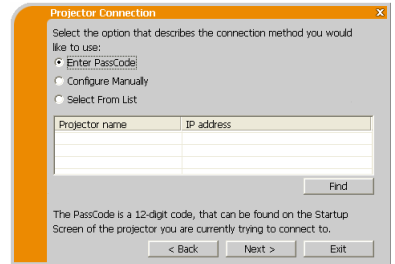 Projector Connection X
Select the option that describes the connection method you would
like to use:
Enter PassCode
Configure Manually
Select From List
Projector name IP address
Find
The PassCode is a 12-digit code, that can be found on the Startup
Screen of the projector you are currently trying to connect to.
< Back Next > Exit